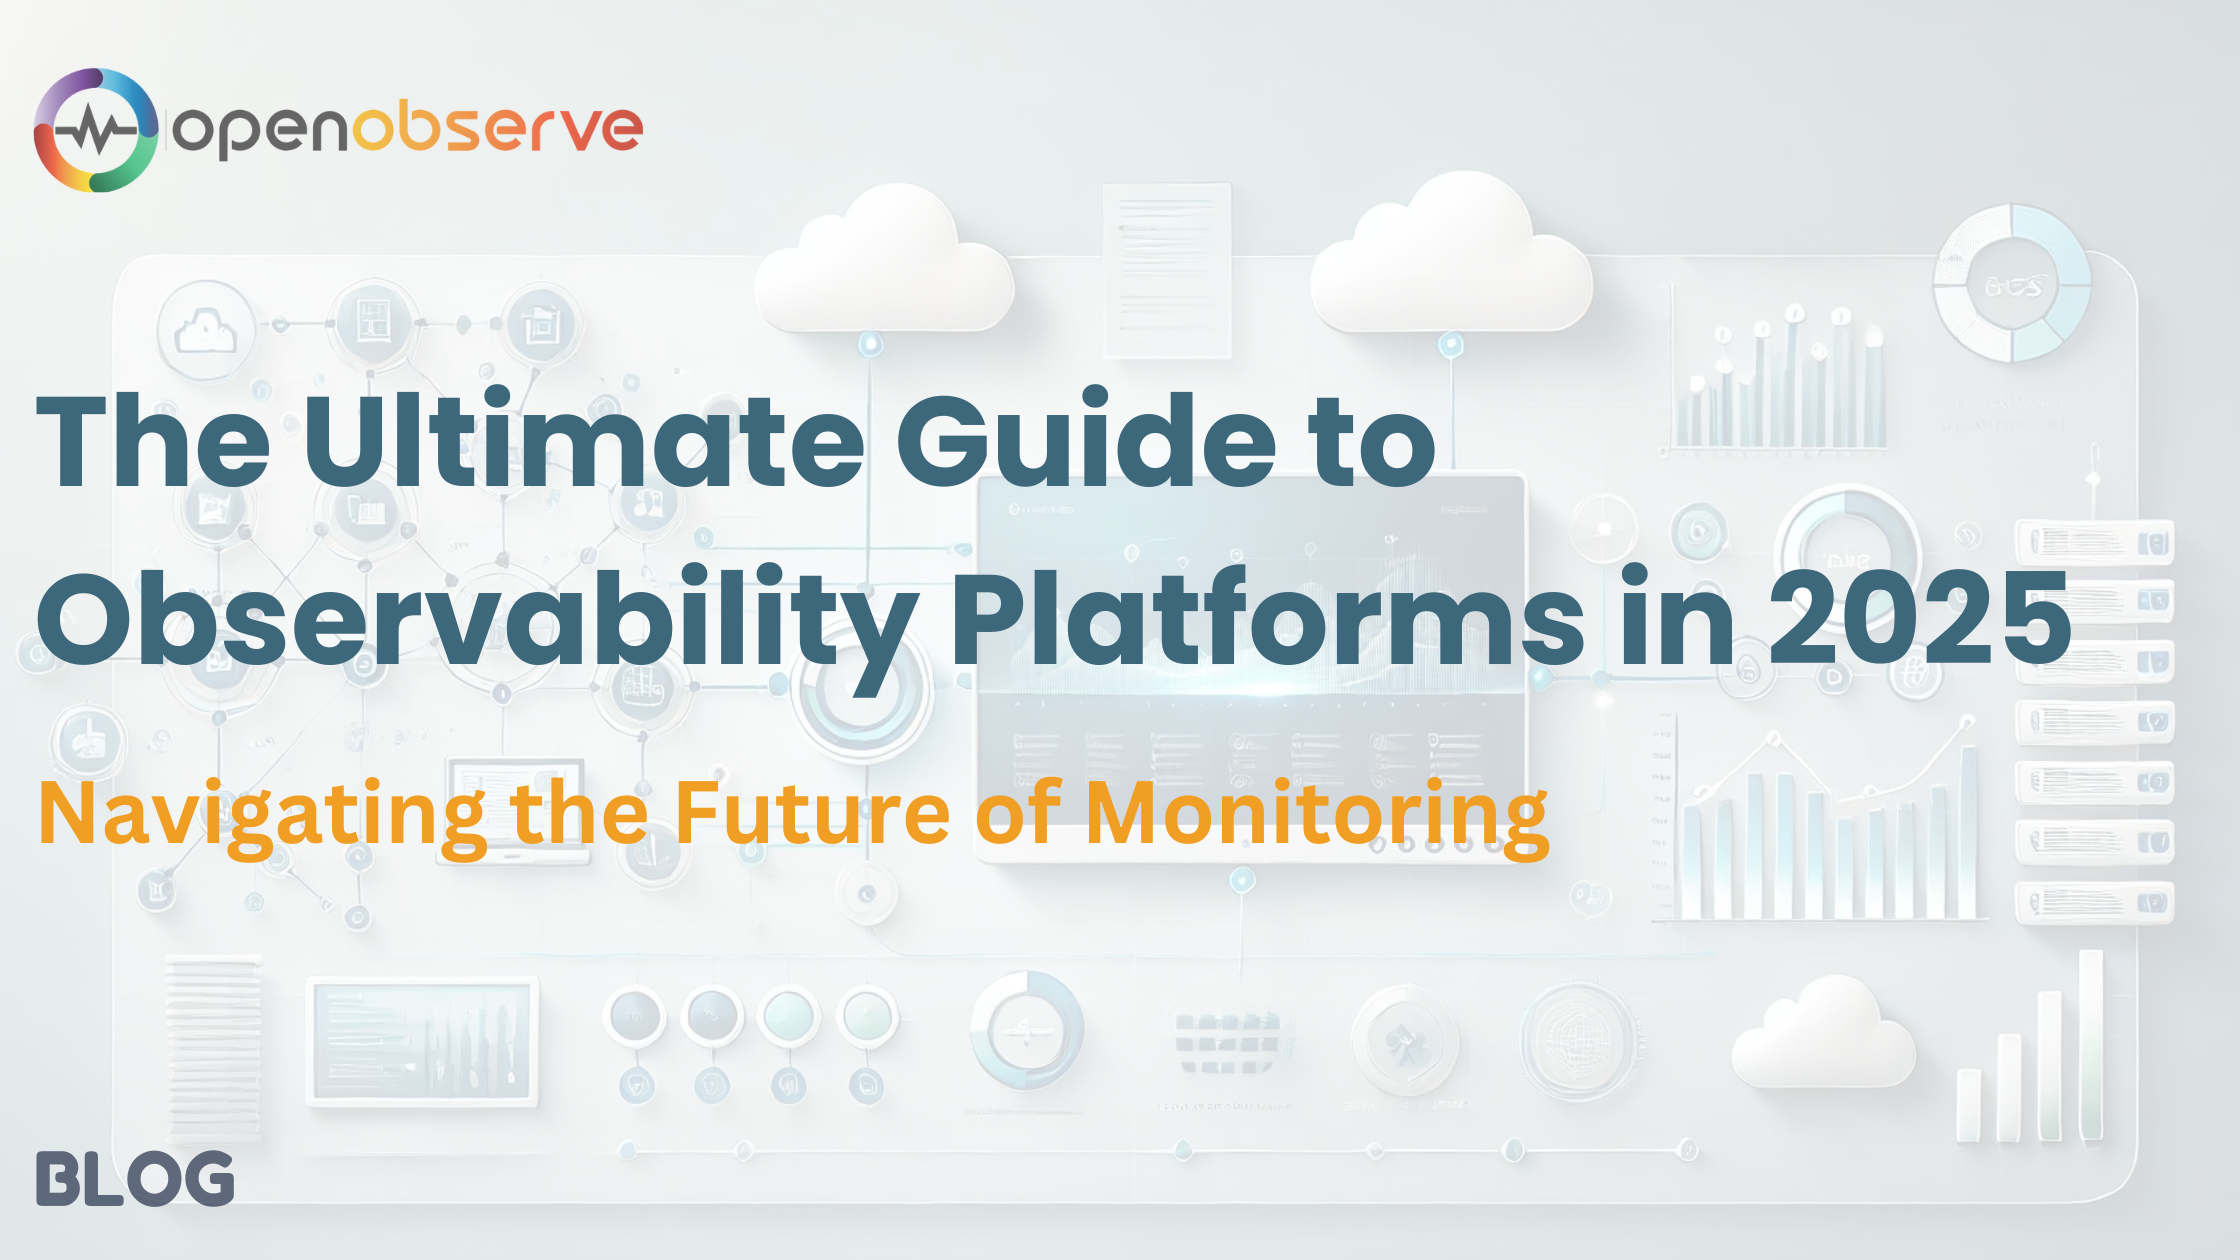 openobserve
The Ultimate Guide to
Observability Platforms in 2025
Navigating the Future of Monitoring
BLOG